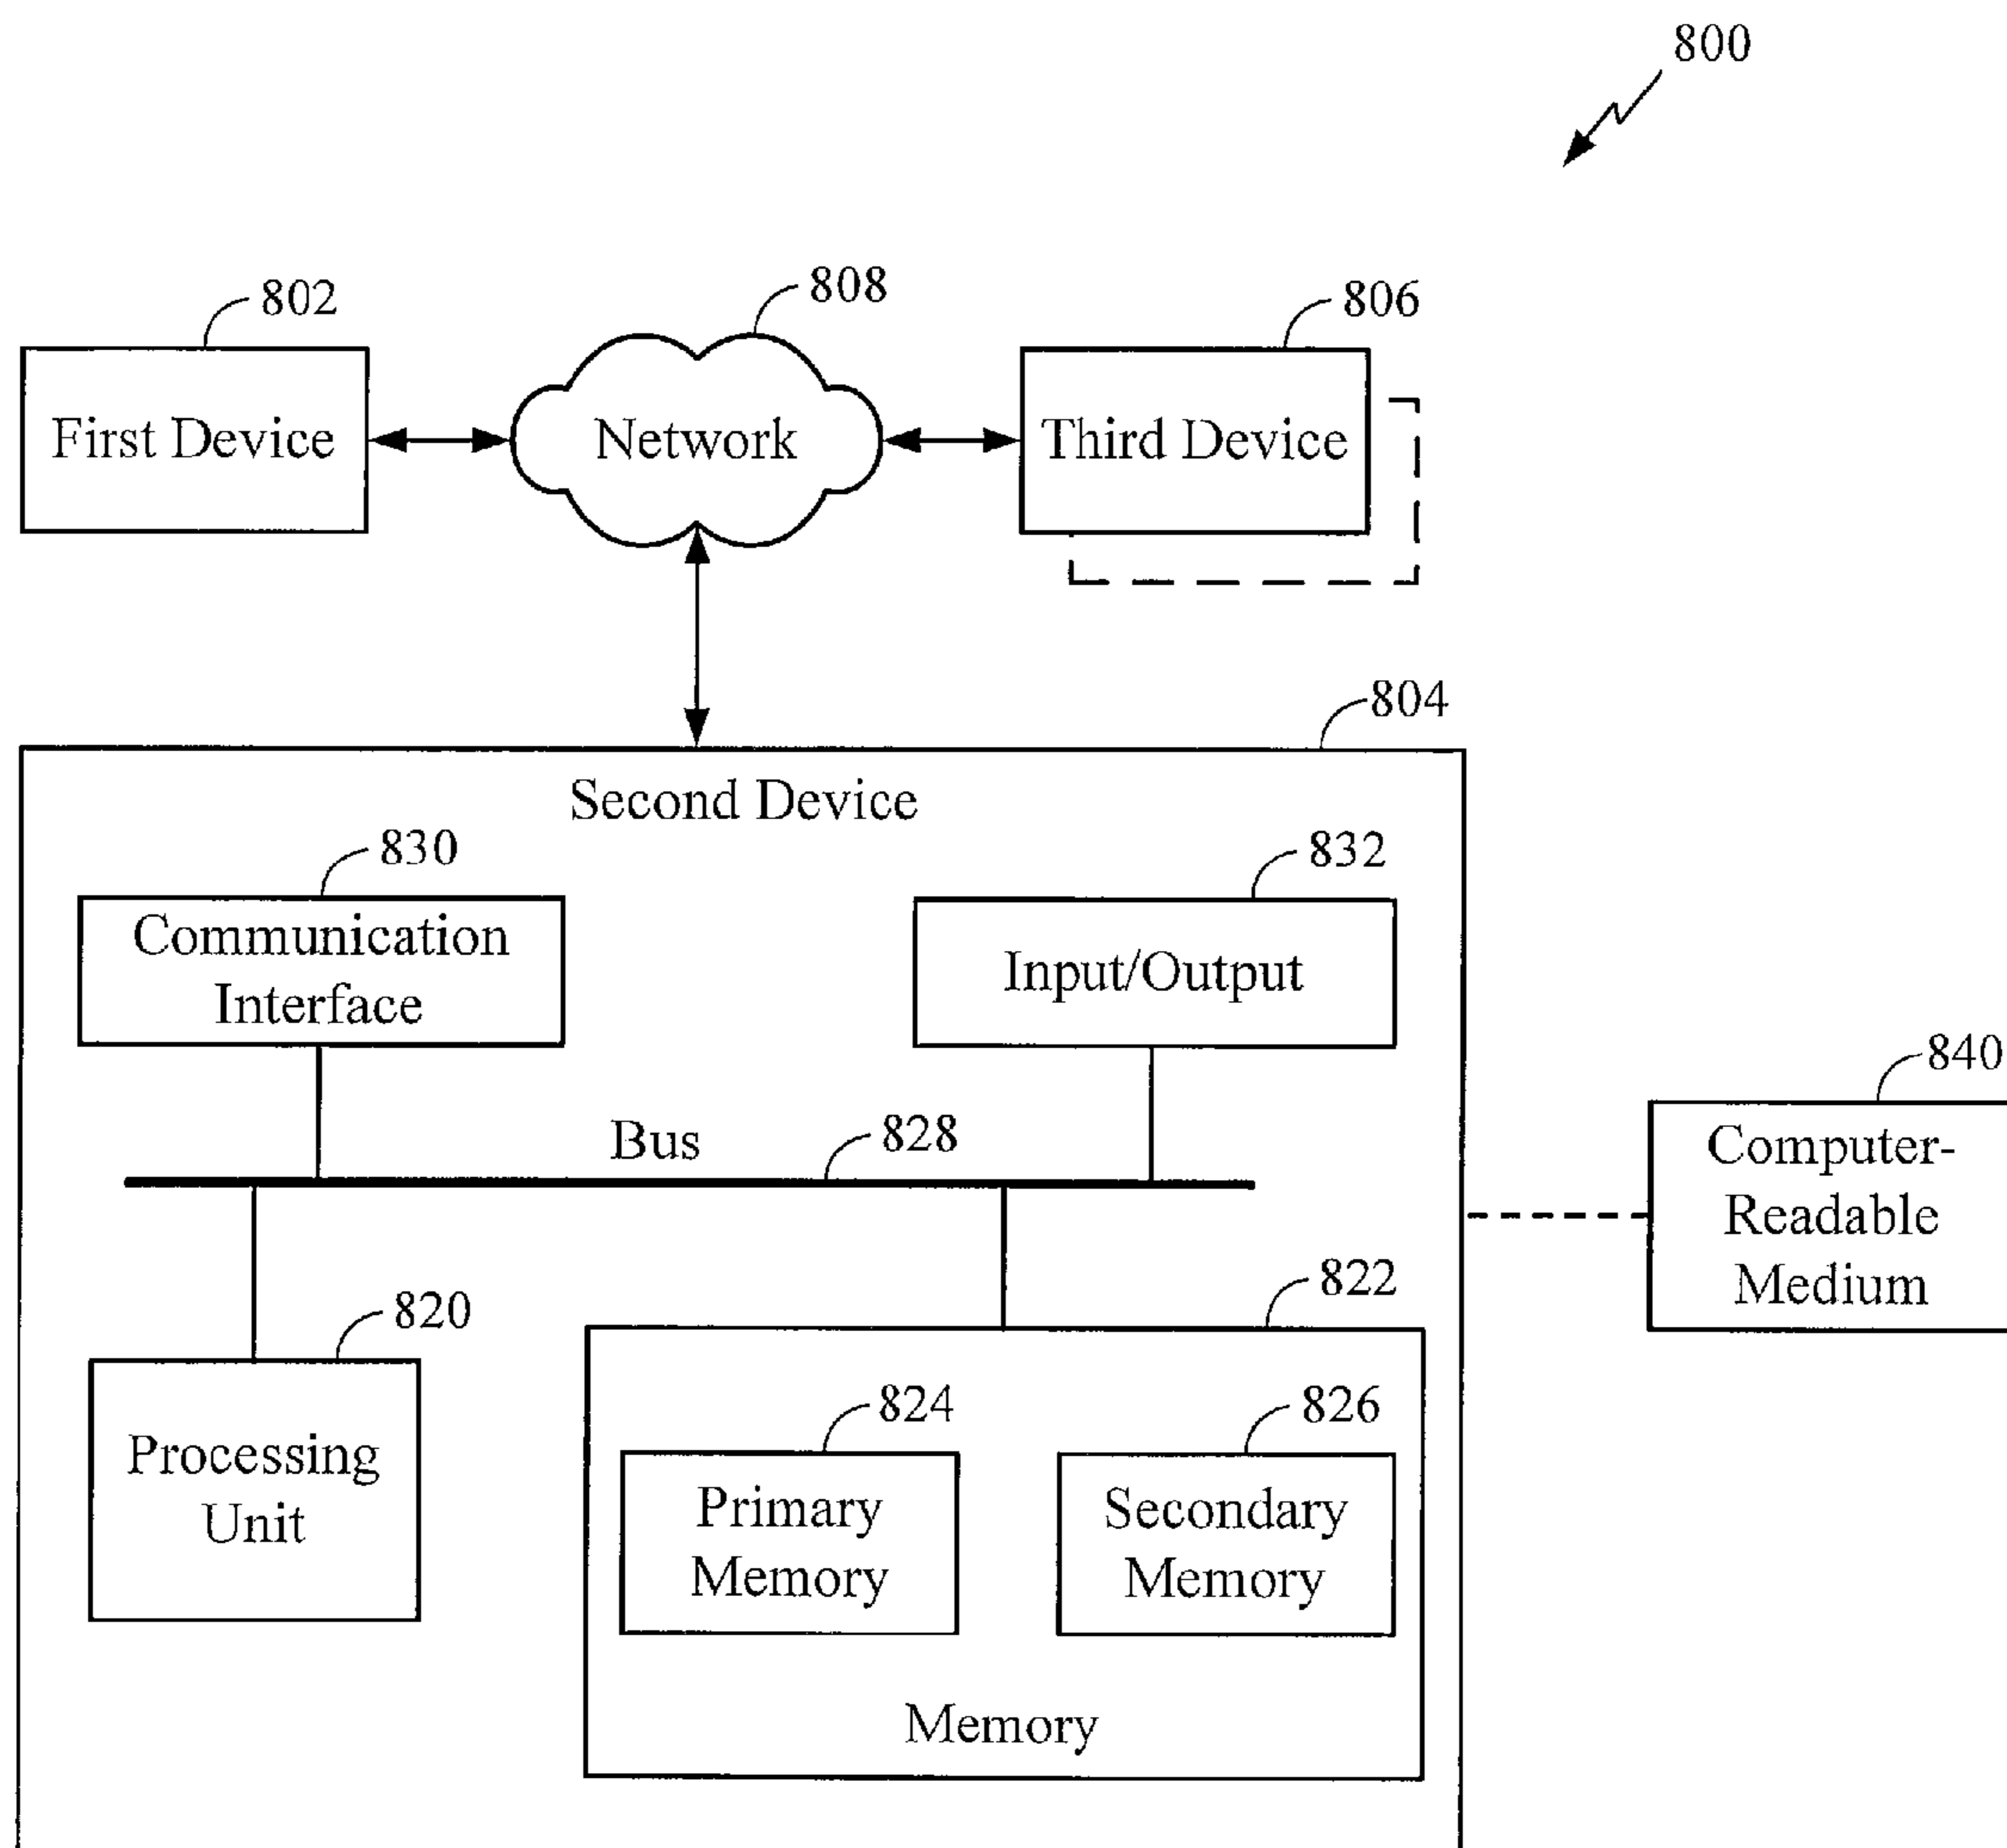 800
802
808
806
First Device
Network
Third Device
804
Second Device
830
832
Communication
Interface
Input/Output
840
Bus
828
Computer-
Readable
Medium
822
820
824
826
Processing
Unit
Primary
Memory
Secondary
Memory
Memory